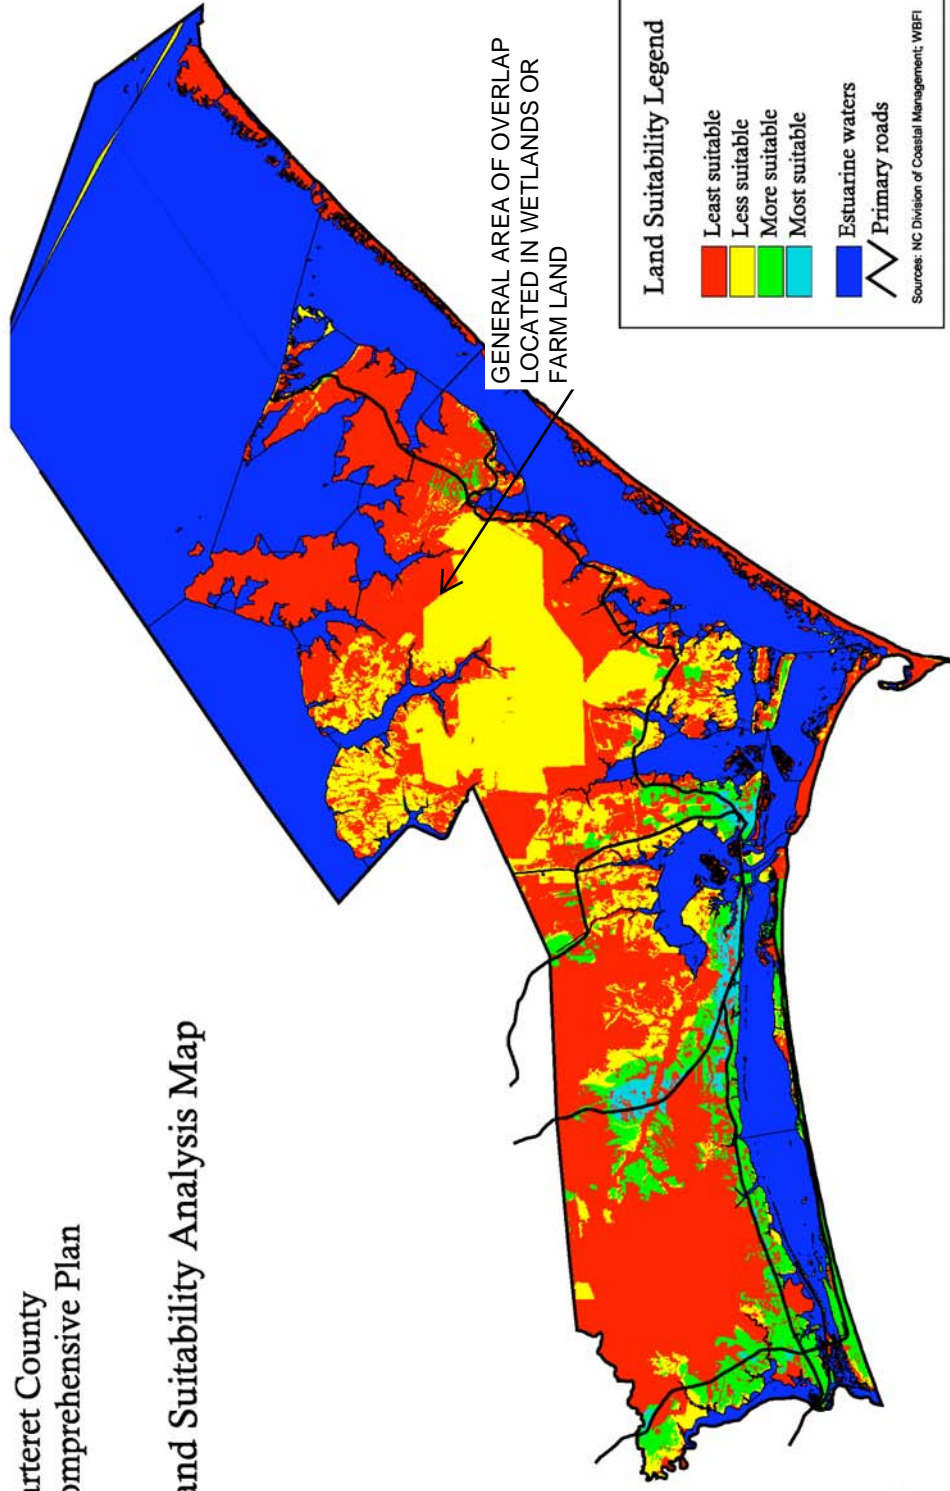 arteret County
omprehensive Plan
and Suitability Analysis Map
GENERAL AREA OF OVERLAP
LOCATED IN WETLANDS OR
FARM LAND
Land Suitability Legend
Least suitable
Less suitable
More suitable
Most suitable
Estuarine waters
Primary roads
Sources: NC Division of Coastal Management; WBFI